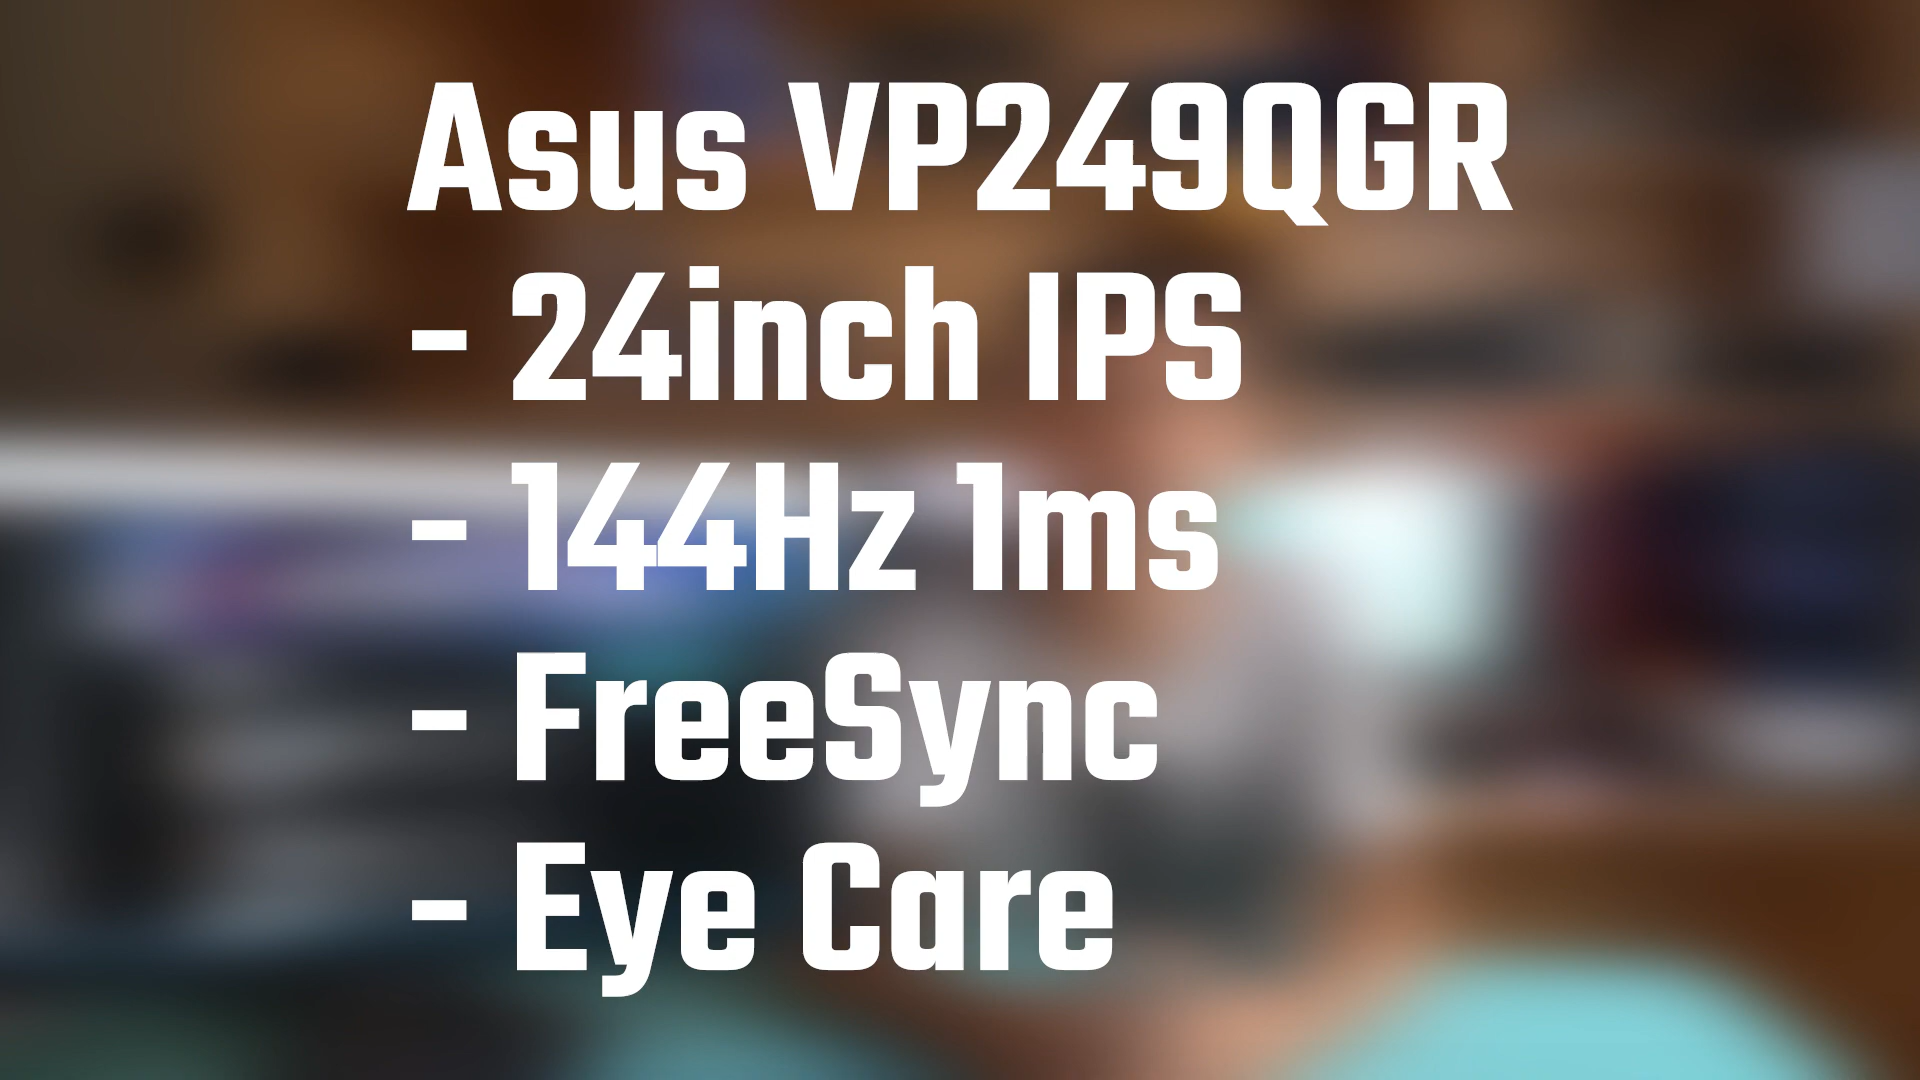 Asus VP249QGR
- 24inch IPS
- 144Hz 1ms
- FreeSync
- Eye Care